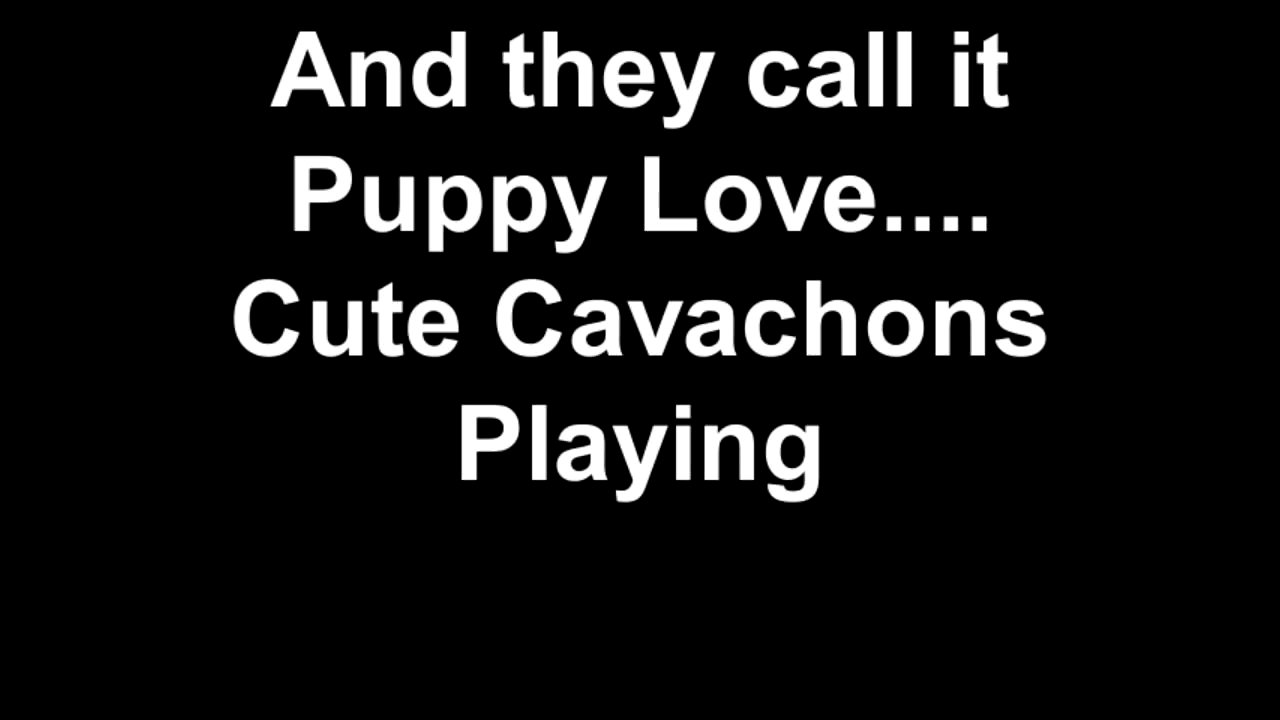 And they call it
Puppy Love....
Cute Cavachons
Playing